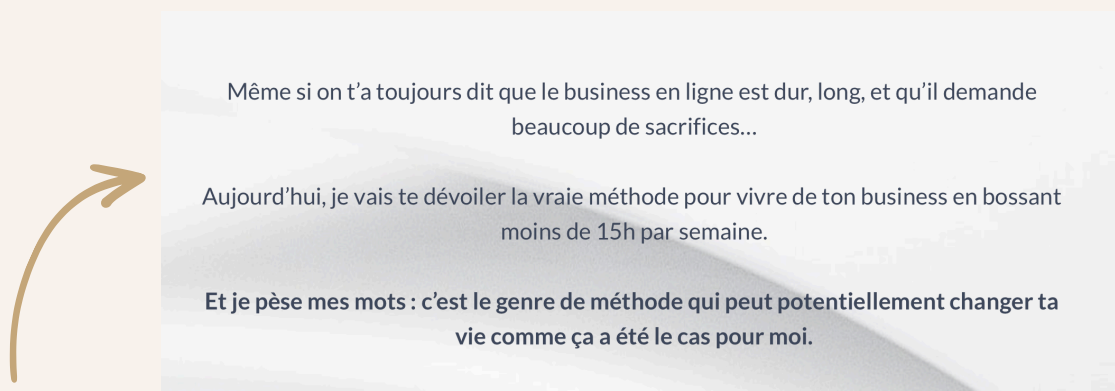 Même si on t’a toujours dit que le business en ligne est dur, long, et qu’il demande
beaucoup de sacrifices…
Aujourd’hui, je vais te dévoiler la vraie méthode pour vivre de ton business en bossant
moins de 15h par semaine.
Et je pèse mes mots : c’est le genre de méthode qui peut potentiellement changer ta
vie comme ça a été le cas pour moi.